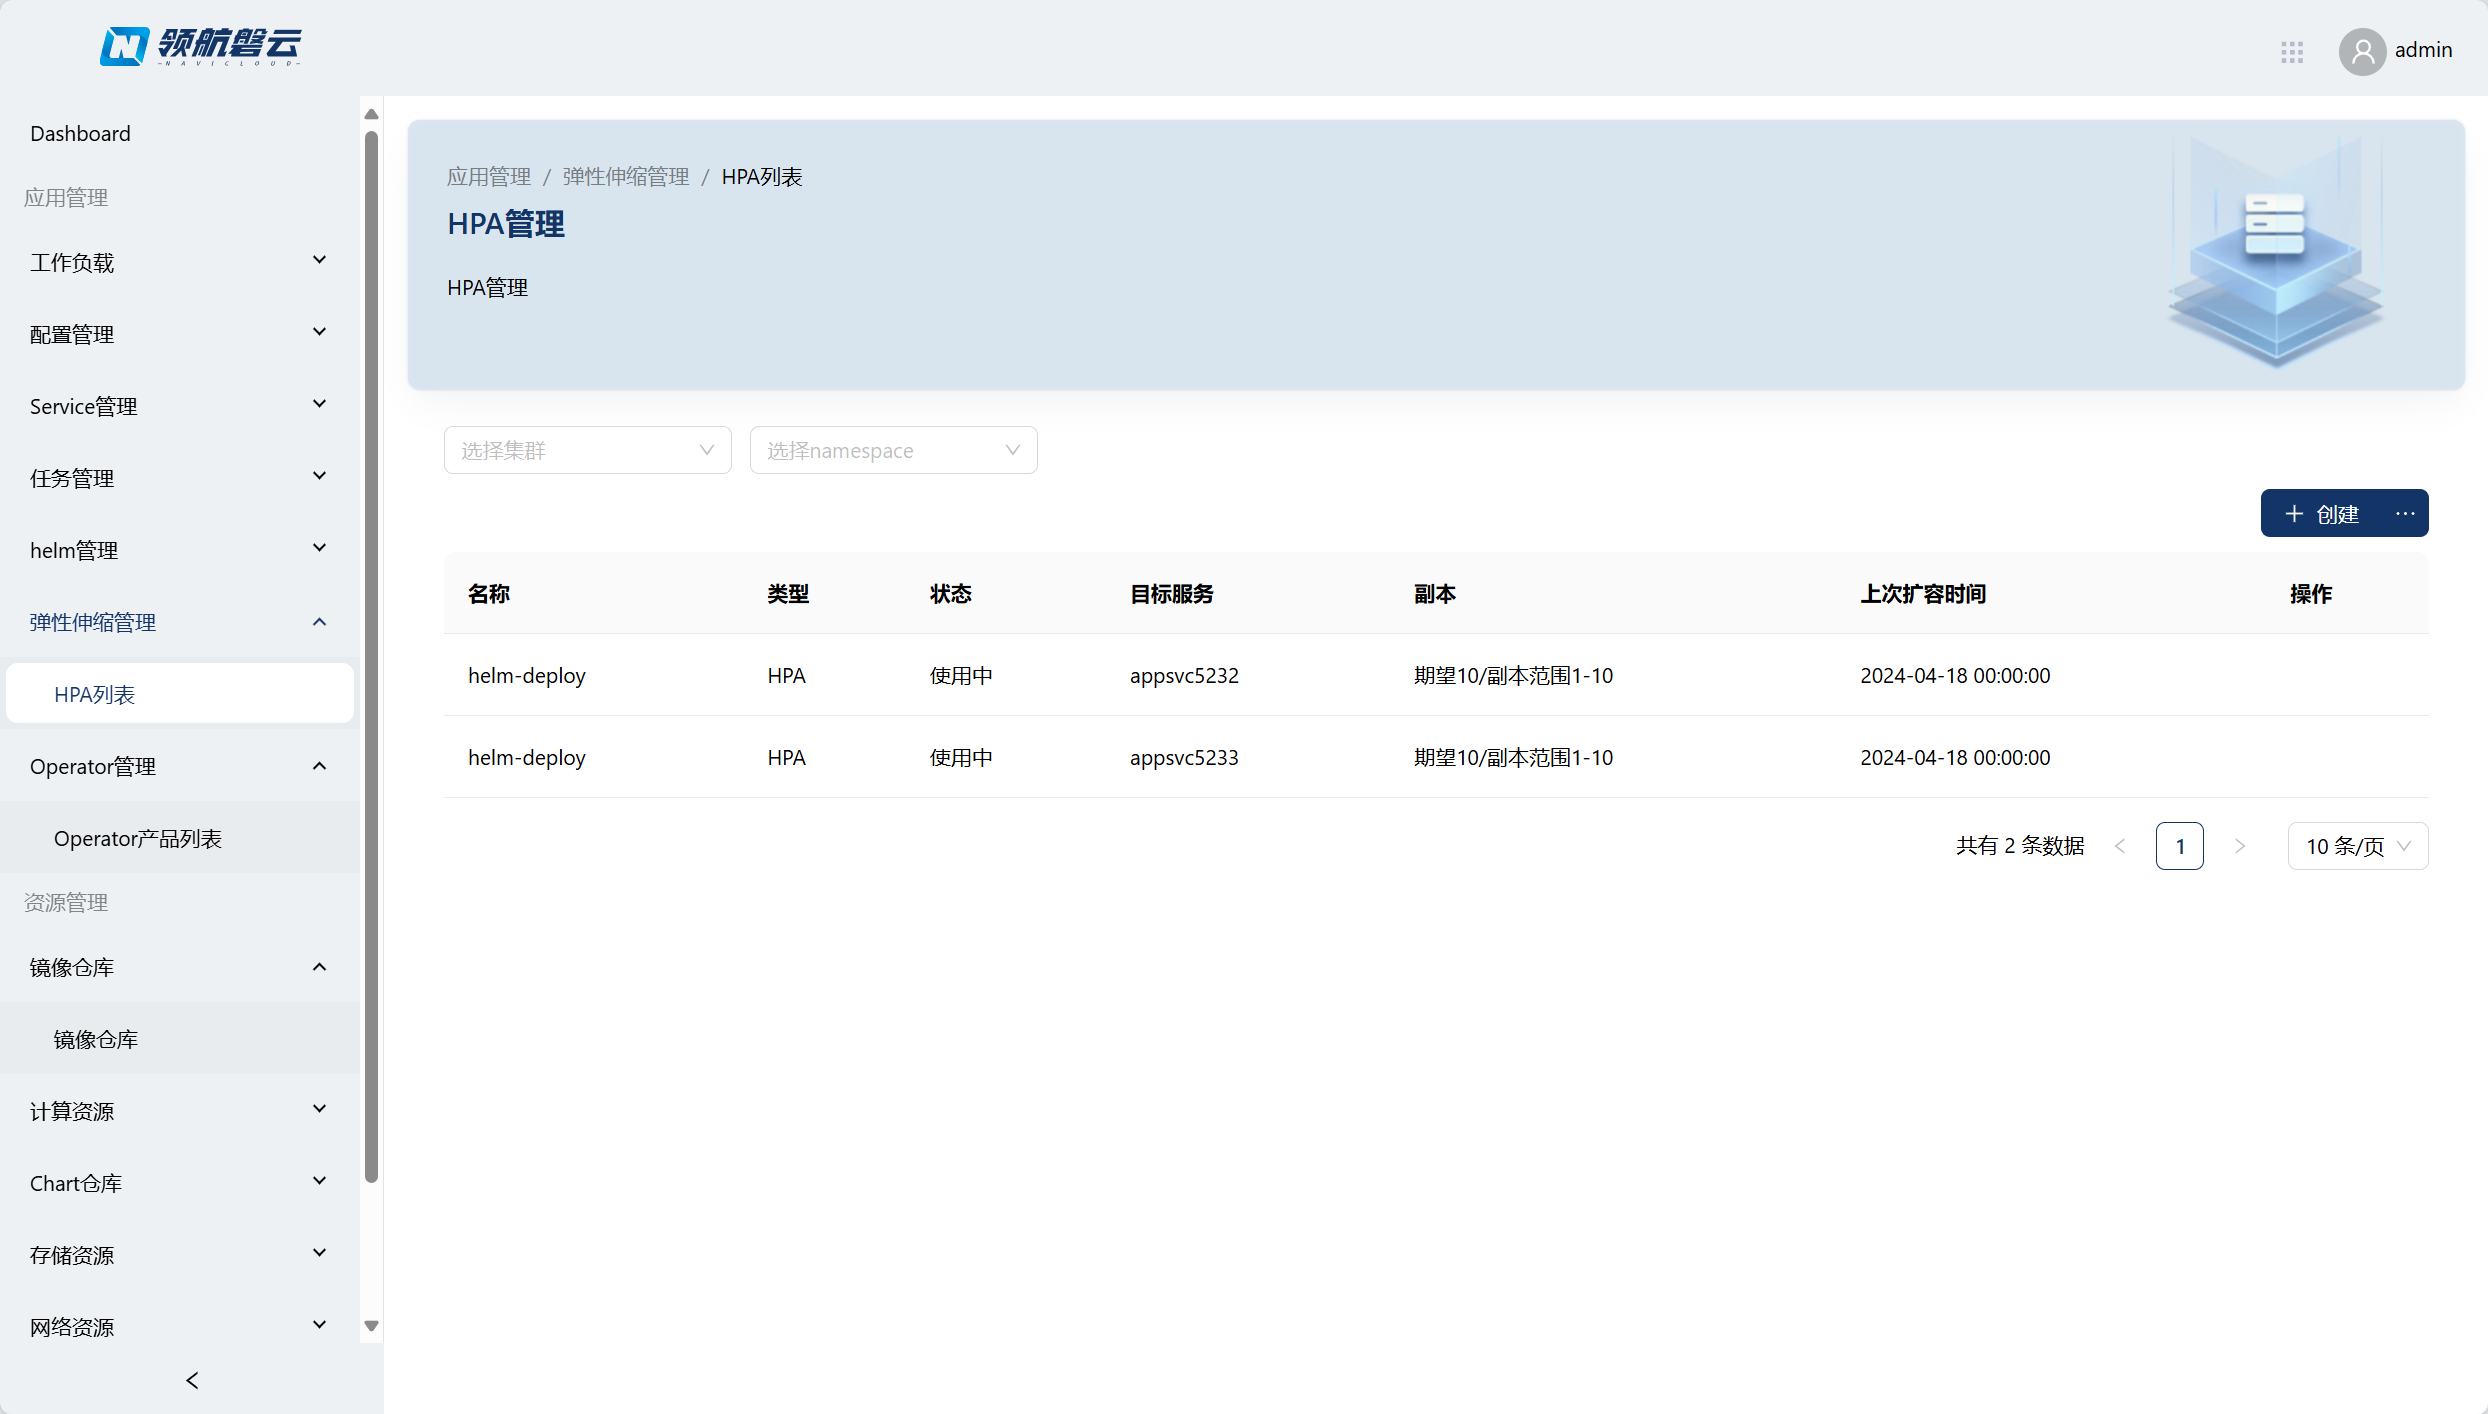 领航磐云
-NAVICLOUD-
admin
Dashboard
应用管理
工作负载
配置管理
Service管理
任务管理
helm管理
弹性伸缩管理
HPA列表
Operator管理
Operator产品列表
资源管理
镜像仓库
镜像仓库
计算资源
Chart仓库
存储资源
网络资源
应用管理 / 弹性伸缩管理 / HPA列表
HPA管理
HPA管理
选择集群 选择namespace
创建 ···
名称 类型 状态 目标服务 副本 上次扩容时间 操作
helm-deploy HPA 使用中 appsvc5232 期望10/副本范围1-10 2024-04-18 00:00:00
helm-deploy HPA 使用中 appsvc5233 期望10/副本范围1-10 2024-04-18 00:00:00
共有 2 条数据 < 1 > 10 条/页